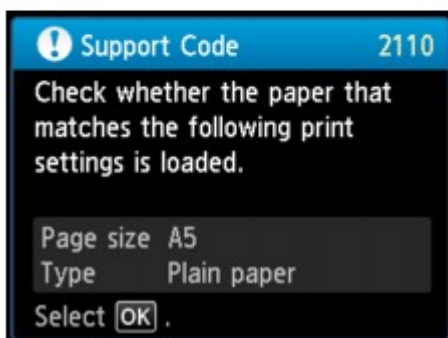 Support Code 2110
Check whether the paper that
matches the following print
settings is loaded.
Page size A5
Type Plain paper
Select OK .